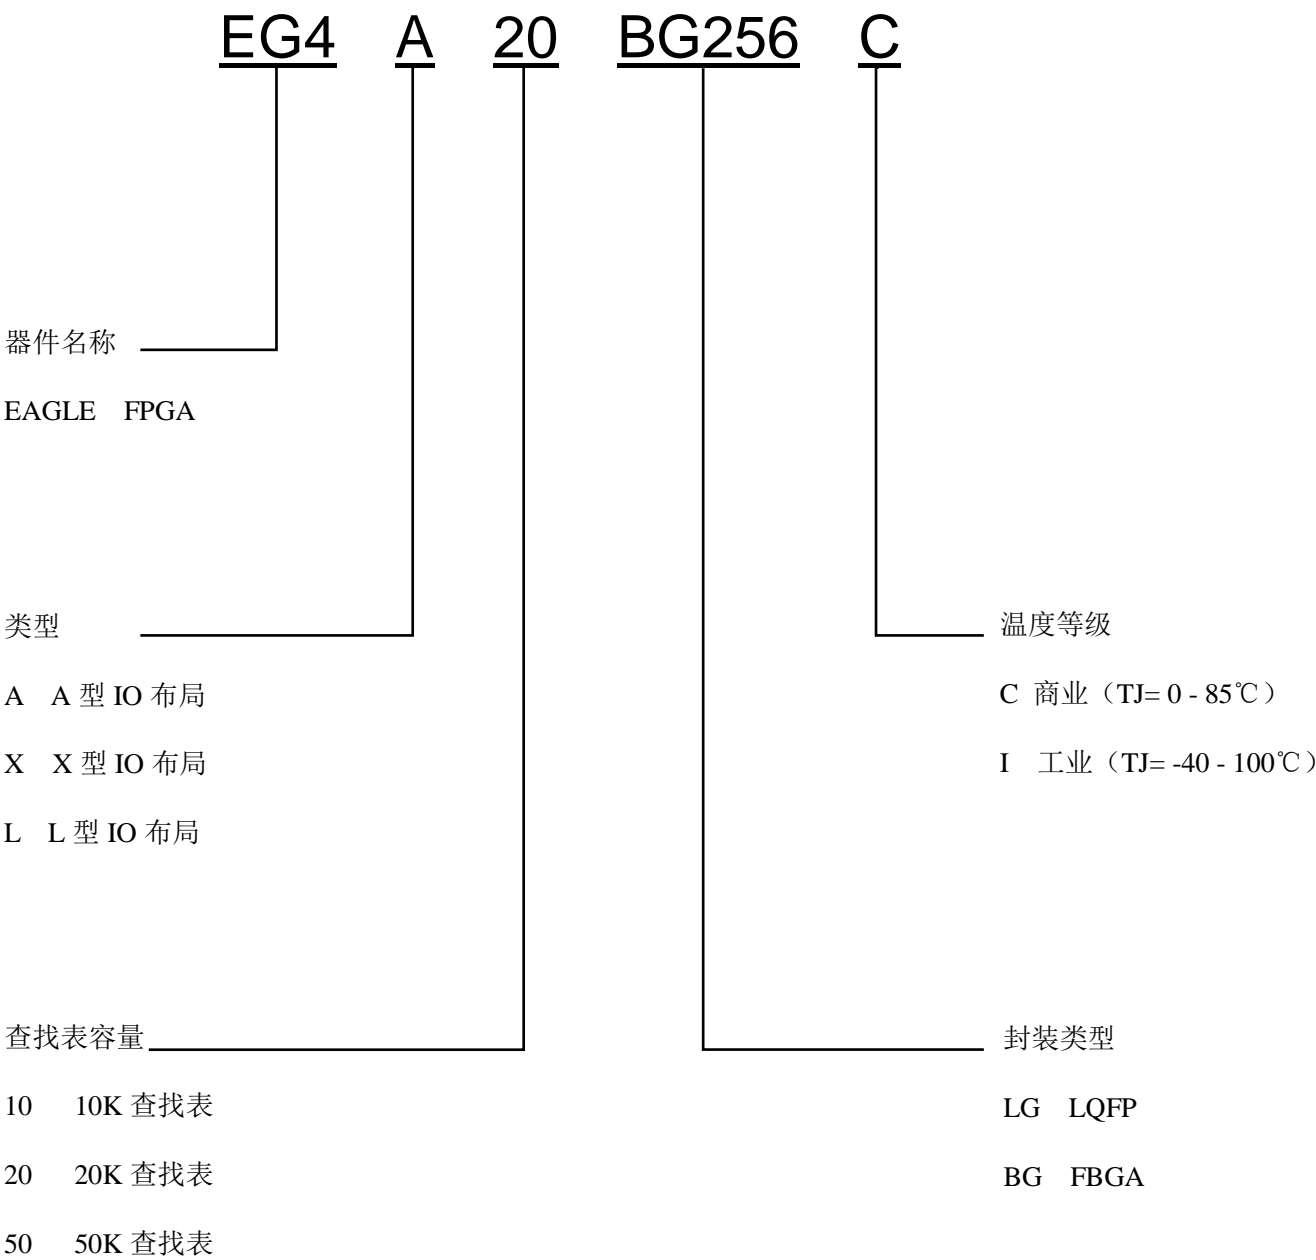 EG4 A 20 BG256 C
器件名称
EAGLE FPGA
类型
A A 型 IO 布局
X X 型 IO 布局
L L 型 IO 布局
温度等级
C 商业（TJ= 0 - 85℃）
I 工业（TJ= -40 - 100℃）
查找表容量
10 10K 查找表
20 20K 查找表
50 50K 查找表
封装类型
LG LQFP
BG FBGA